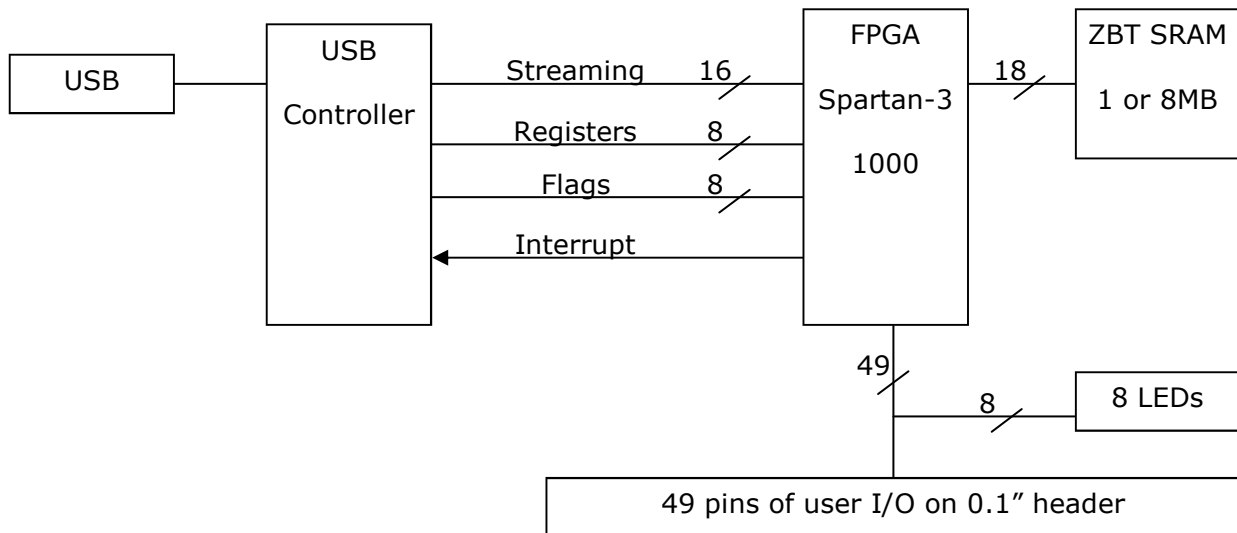 USB
USB
Controller
Streaming 16
Registers 8
Flags 8
Interrupt
FPGA
Spartan-3
1000
18
ZBT SRAM
1 or 8MB
49
8
8 LEDs
49 pins of user I/O on 0.1” header